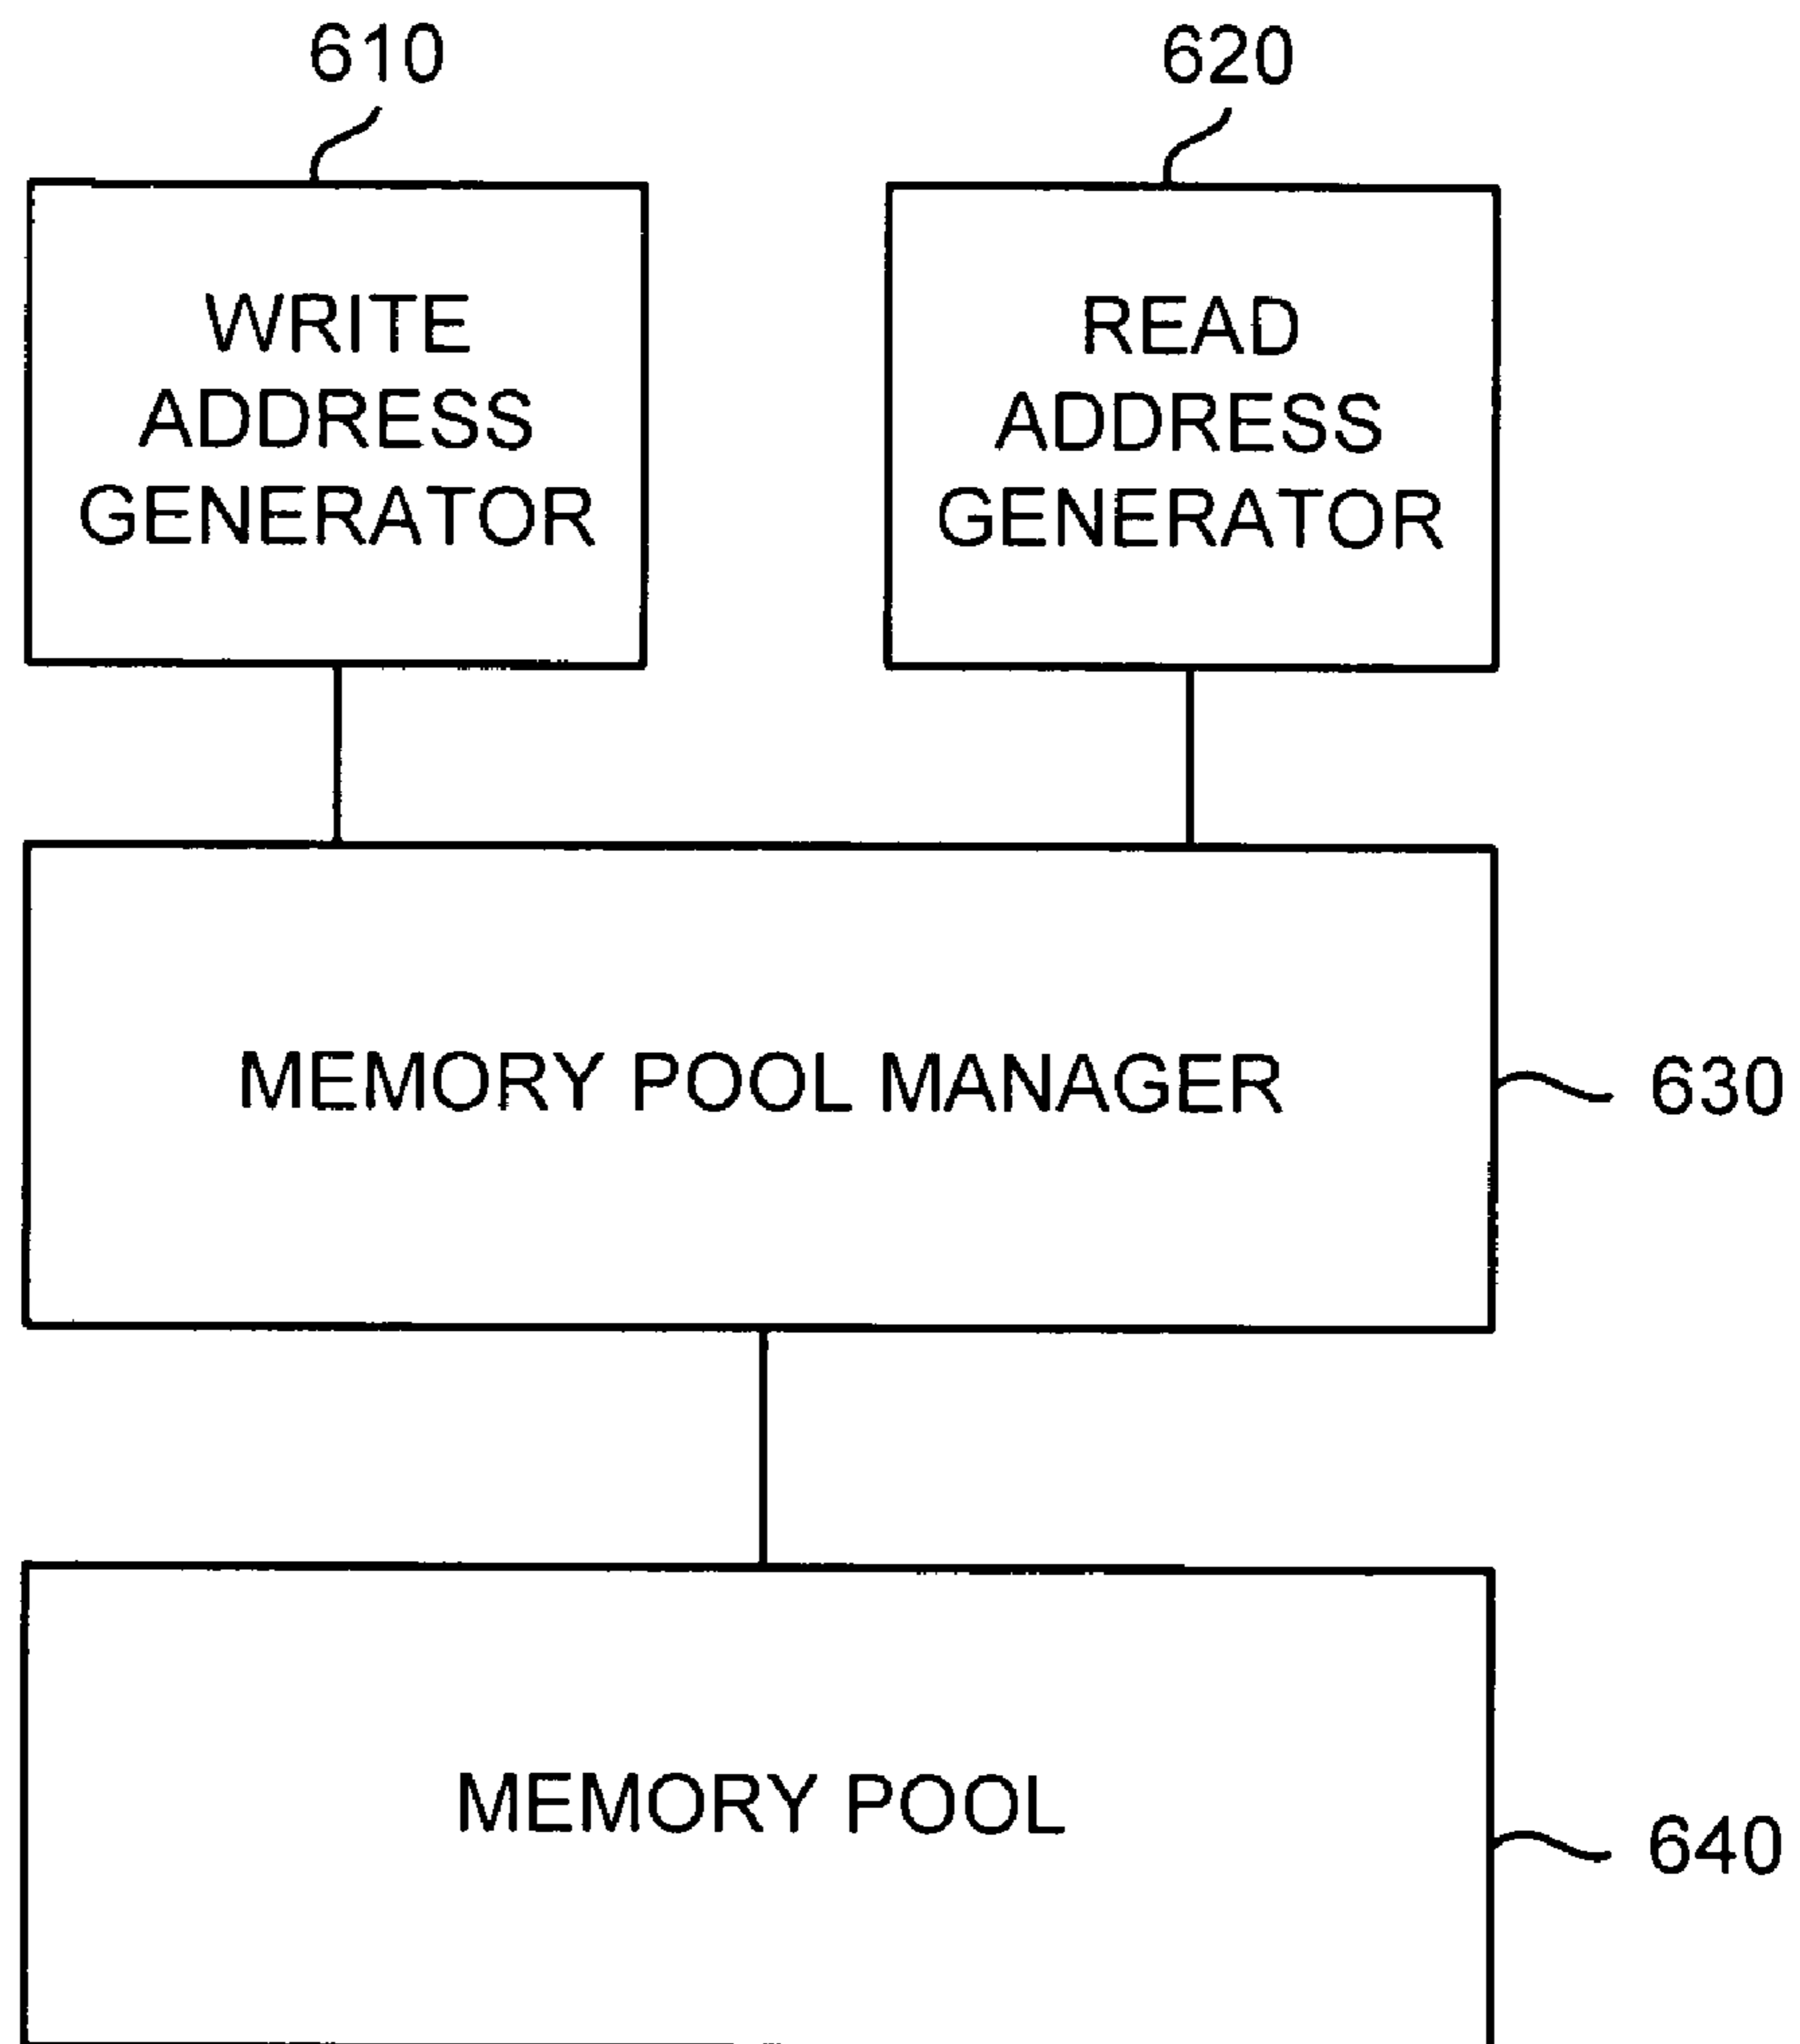 610
620
WRITE
ADDRESS
GENERATOR
READ
ADDRESS
GENERATOR
MEMORY POOL MANAGER
630
MEMORY POOL
640